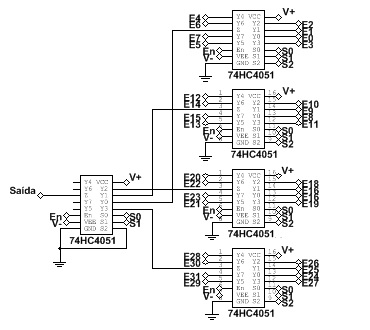 E4 Y4 VCC V+
E6 Y6 Y2 E2
Z Y1 E1
E7 Y7 Y0 E0
E5 Y5 Y3 E3
En En S0 S0
V- VEE S1 S1
GND S2 S2
74HC4051
E12 Y4 VCC V+
E14 Y6 Y2 E10
Z Y1 E9
E15 Y7 Y0 E8
E13 Y5 Y3 E11
En En S0 S0
V- VEE S1 S1
GND S2 S2
74HC4051
E20 Y4 VCC V+
E22 Y6 Y2 E18
Z Y1
Y7 Y0 E16
E21 Y5 Y3 E19
En En S0 S0
V- VEE S1 S1
GND S2 S2
74HC4051
Y4 VCC V+
Y6 Y2
Saída Z Y1
Y7 Y0
Y5 Y3
En En S0 S0
V- VEE S1 S1
GND S2
74HC4051
E28 Y4 VCC V+
E30 Y6 Y2 E26
Z Y1 E25
E31 Y7 Y0 E24
E29 Y5 Y3 E27
En En S0 S0
V- VEE S1 S1
GND S2 S2
74HC4051